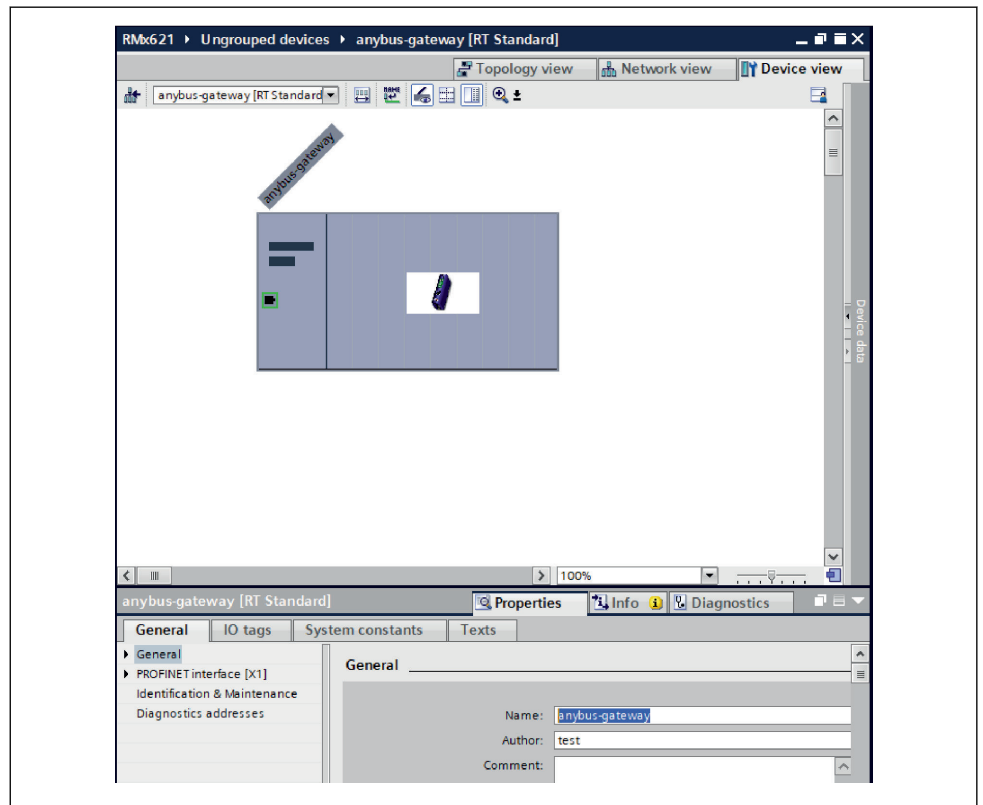 RMx621 ▸ Ungrouped devices ▸ anybus-gateway [RT Standard]
Topology view Network view Device view
anybus-gateway [RT Standard
anybus-gateway
Device data
100%
anybus-gateway [RT Standard]
Properties Info Diagnostics
General IO tags System constants Texts
General
PROFINET interface [X1]
Identification & Maintenance
Diagnostics addresses
General
Name: anybus-gateway
Author: test
Comment: